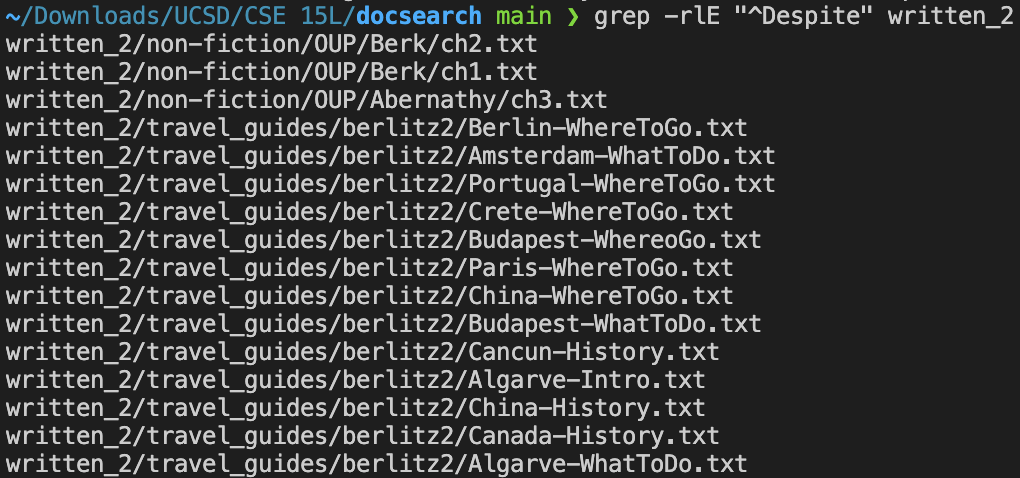 ~/Downloads/UCSD/CSE 15L/docsearch main ❯ grep -rlE "^Despite" written_2
written_2/non-fiction/OUP/Berk/ch2.txt
written_2/non-fiction/OUP/Berk/ch1.txt
written_2/non-fiction/OUP/Abernathy/ch3.txt
written_2/travel_guides/berlitz2/Berlin-WhereToGo.txt
written_2/travel_guides/berlitz2/Amsterdam-WhatToDo.txt
written_2/travel_guides/berlitz2/Portugal-WhereToGo.txt
written_2/travel_guides/berlitz2/Crete-WhereToGo.txt
written_2/travel_guides/berlitz2/Budapest-WhereoGo.txt
written_2/travel_guides/berlitz2/Paris-WhereToGo.txt
written_2/travel_guides/berlitz2/China-WhereToGo.txt
written_2/travel_guides/berlitz2/Budapest-WhatToDo.txt
written_2/travel_guides/berlitz2/Cancun-History.txt
written_2/travel_guides/berlitz2/Algarve-Intro.txt
written_2/travel_guides/berlitz2/China-History.txt
written_2/travel_guides/berlitz2/Canada-History.txt
written_2/travel_guides/berlitz2/Algarve-WhatToDo.txt